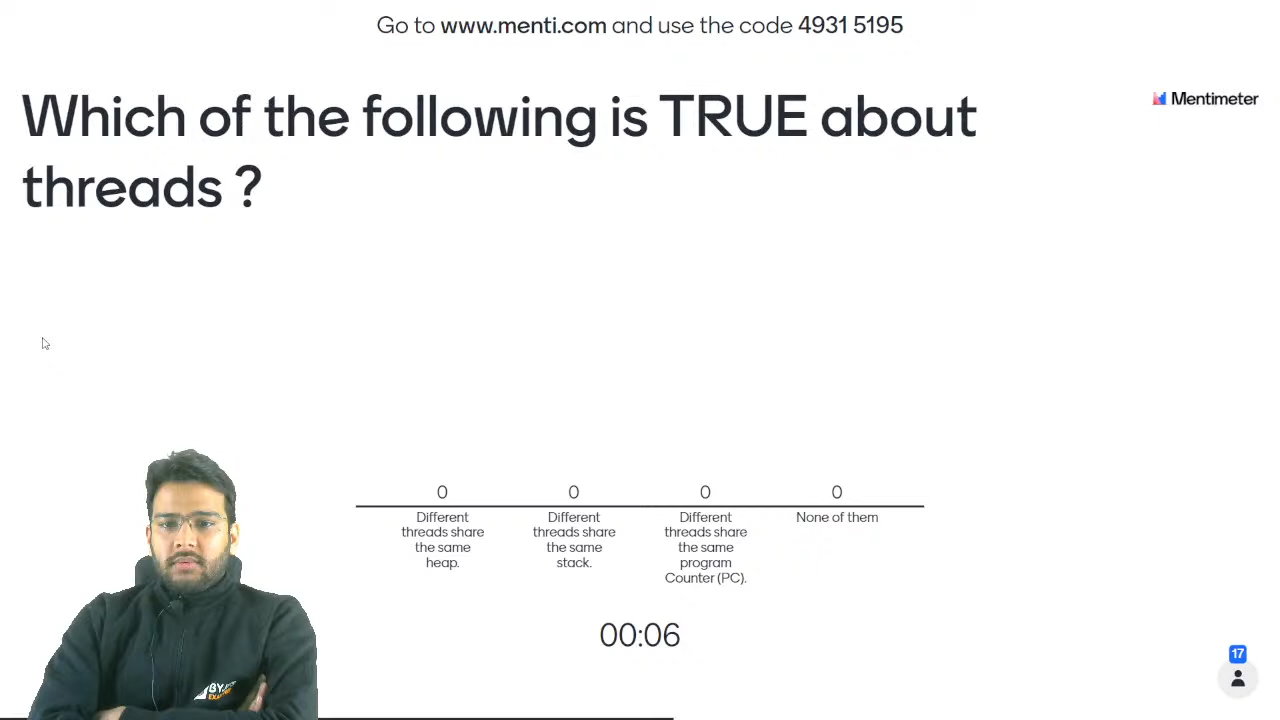 Go to www.menti.com and use the code 4931 5195
Mentimeter
Which of the following is TRUE about
threads ?
0
0
0
0
Different
threads share
the same
heap.
Different
threads share
the same
stack.
Different
threads share
the same
program
Counter (PC).
None of them
00:06
17